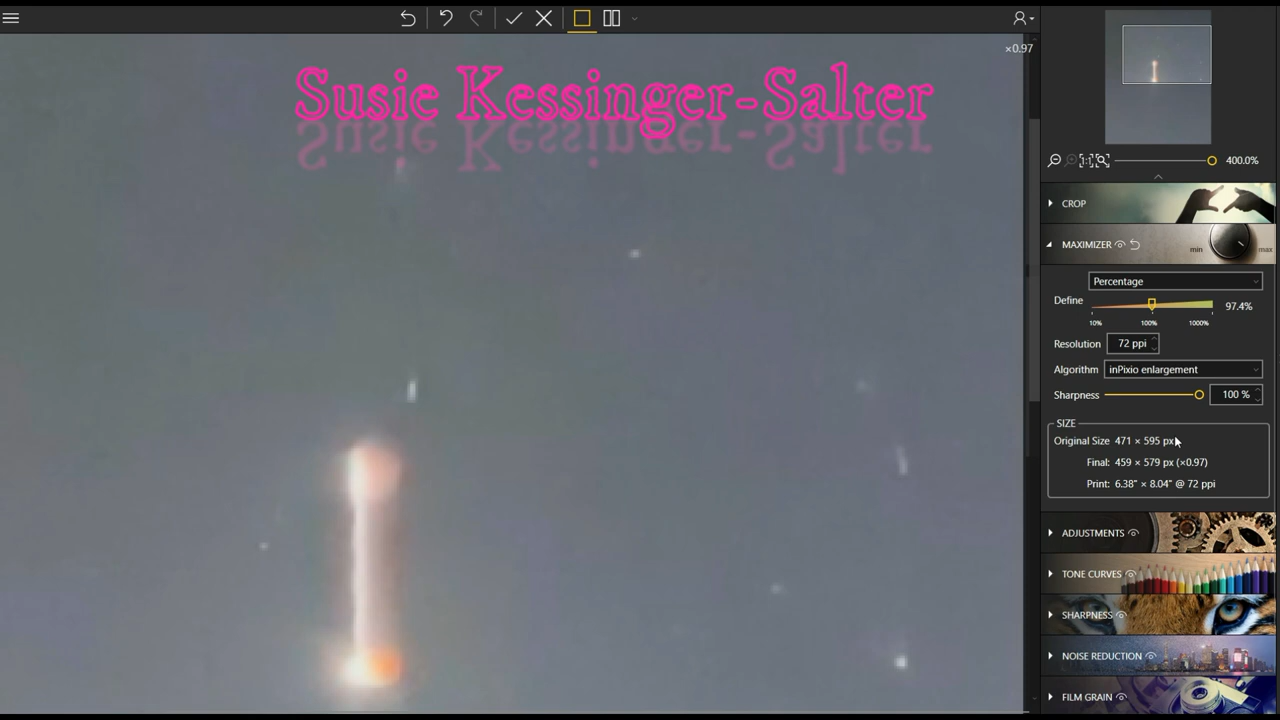 ×0.97
Susie Kessinger-Salter
400.0%
CROP
MAXIMIZER
min
max
Percentage
Define
97.4%
10% 100% 1000%
Resolution 72 ppi
Algorithm inPixio enlargement
Sharpness 100 %
SIZE
Original Size 471 × 595 px
Final: 459 × 579 px (×0.97)
Print: 6.38" × 8.04" @ 72 ppi
ADJUSTMENTS
TONE CURVES
SHARPNESS
NOISE REDUCTION
FILM GRAIN